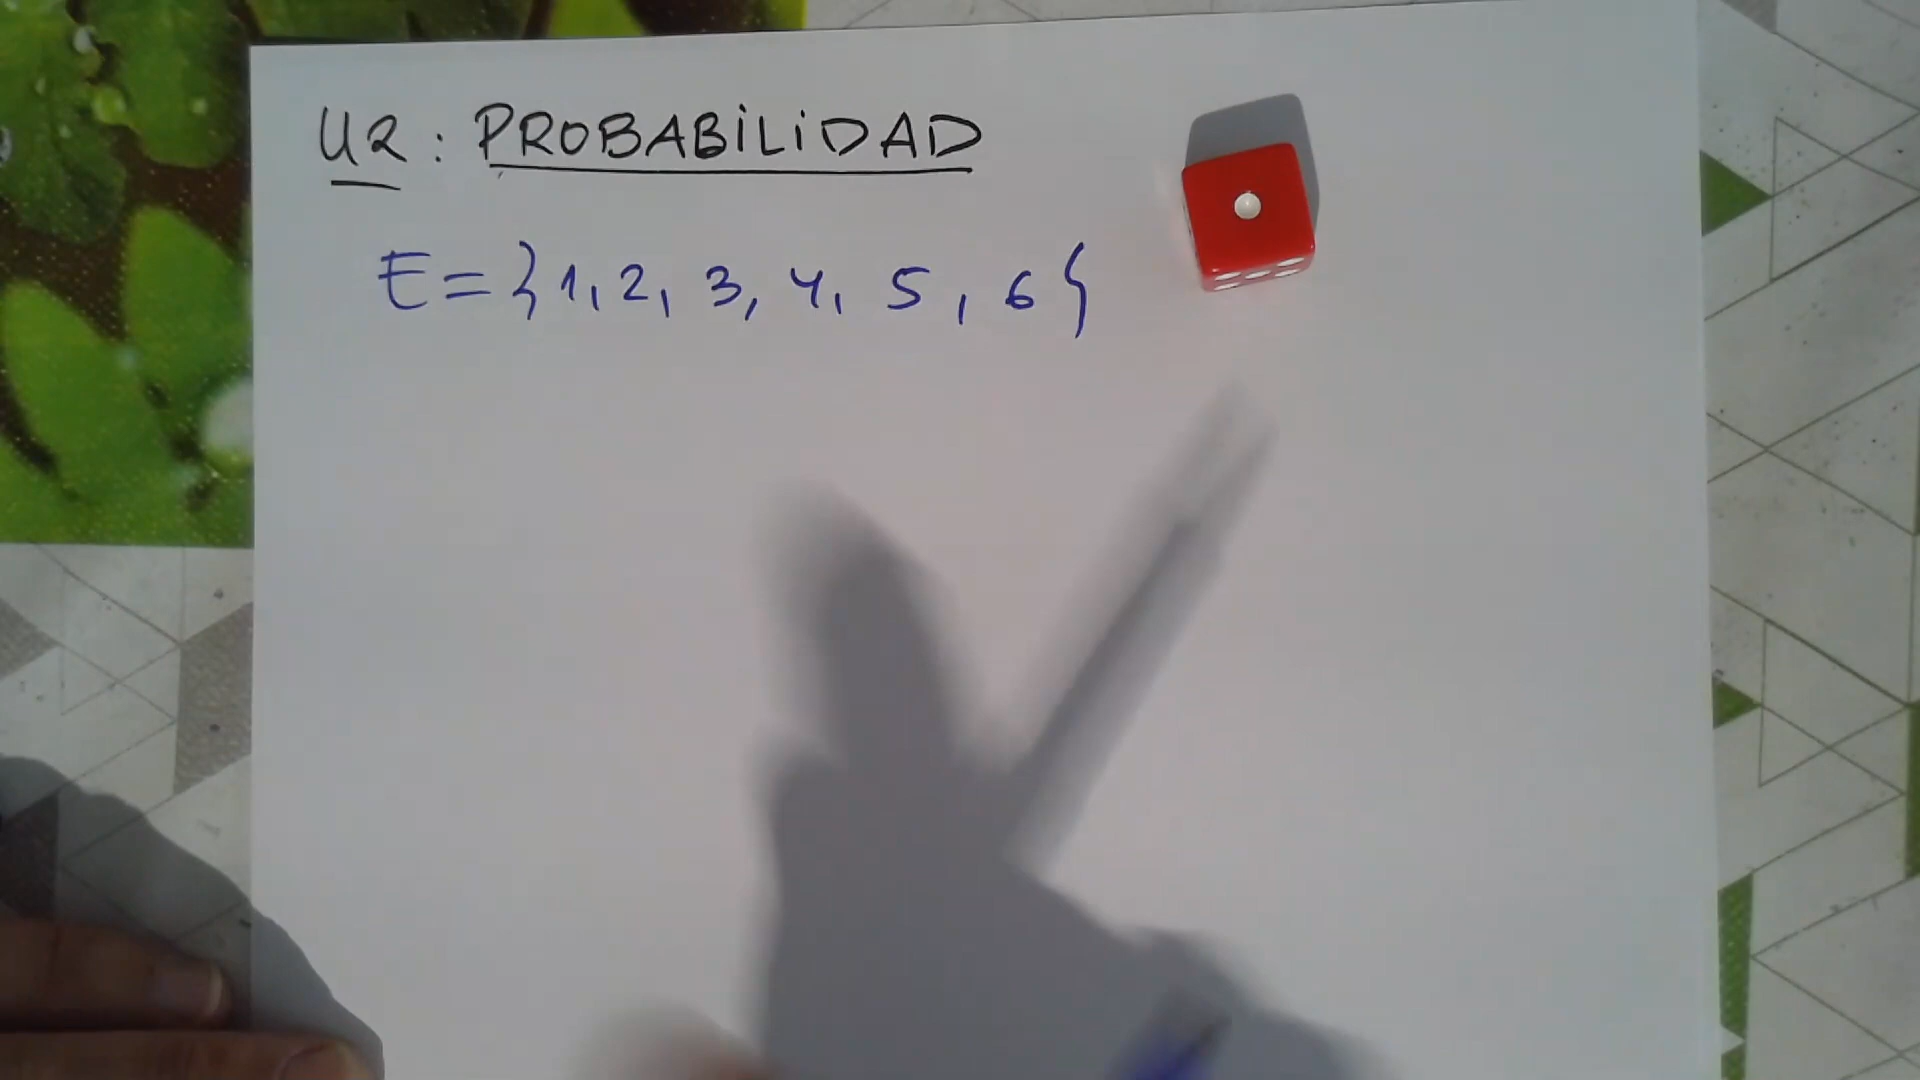 U2: PROBABiLiDAD
E = }1, 2, 3, 4, 5, 6{